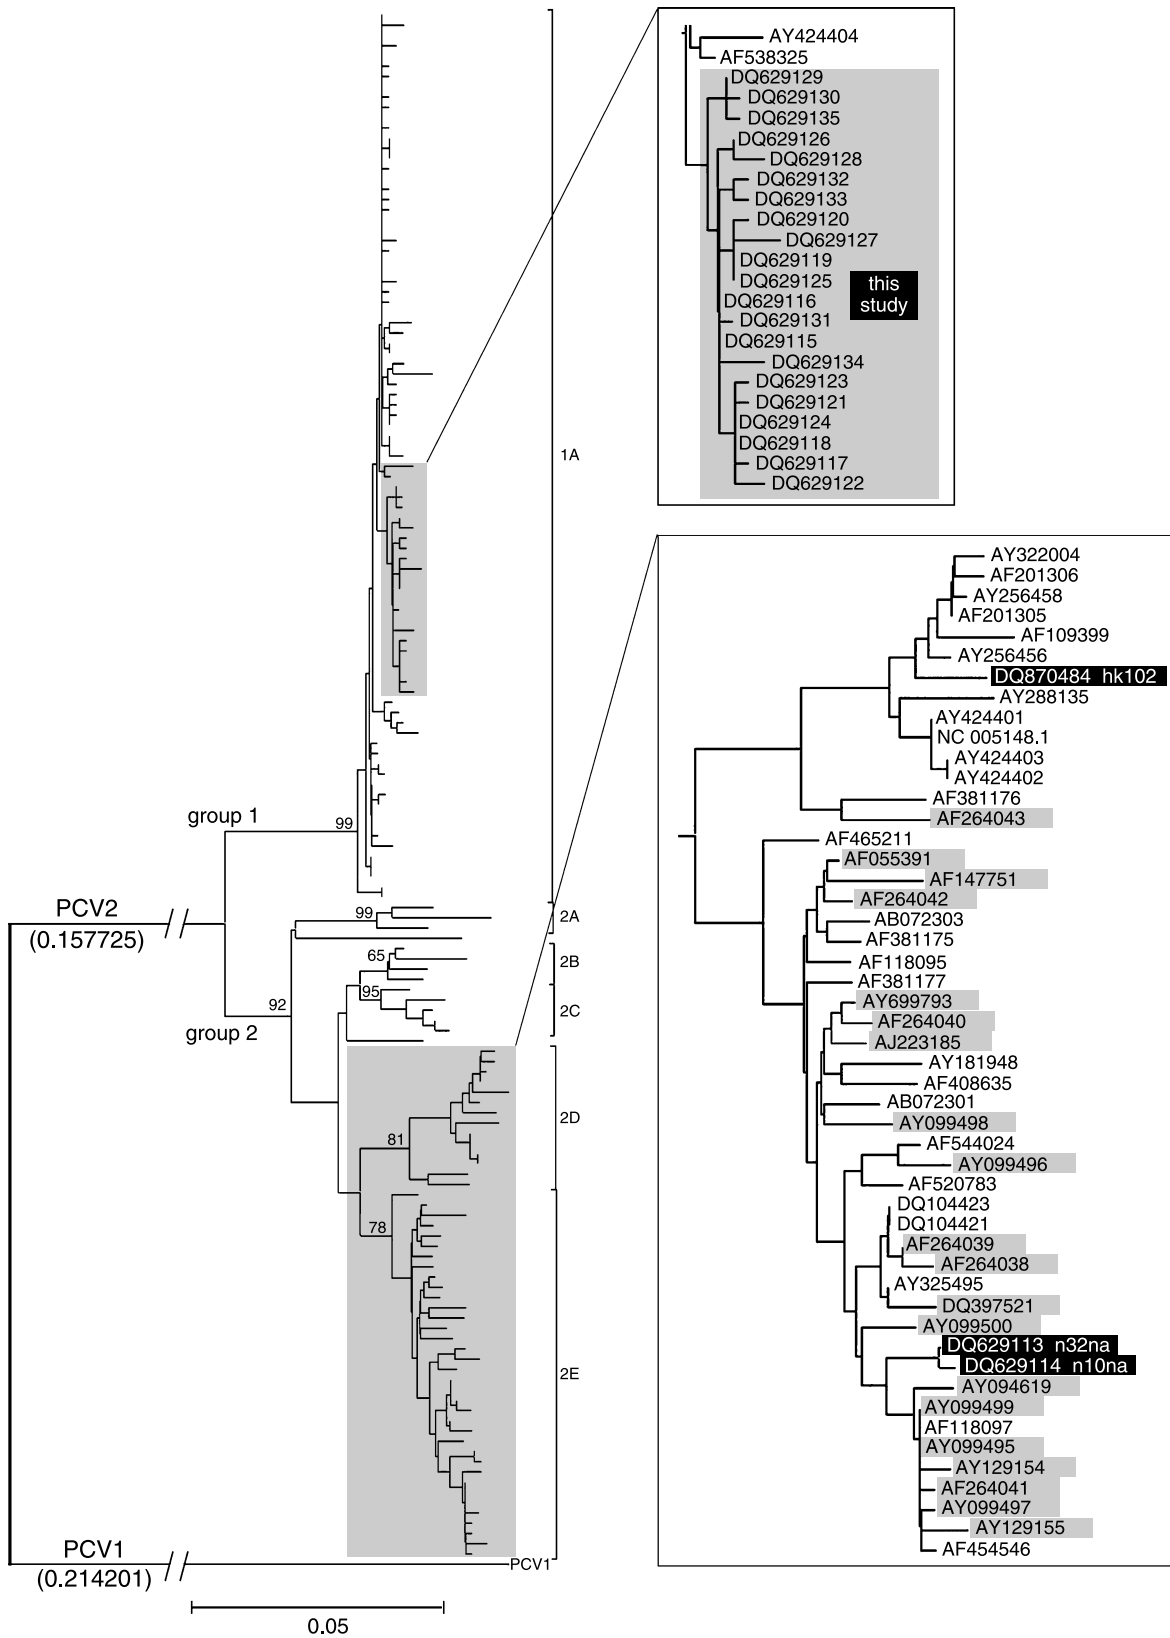 AY424404
AF538325
DQ629129
DQ629130
DQ629135
DQ629126
DQ629128
DQ629132
DQ629133
DQ629120
DQ629127
DQ629119
DQ629125
DQ629116
DQ629131
DQ629115
DQ629134
DQ629123
DQ629121
DQ629124
DQ629118
DQ629117
DQ629122
this
study
1A
group 1
99
PCV2
(0.157725)
99
2A
65
2B
95
2C
92
group 2
2D
81
78
2E
PCV1
(0.214201)
PCV1
0.05
AY322004
AF201306
AY256458
AF201305
AF109399
AY256456
DQ870484 hk102
AY288135
AY424401
NC 005148.1
AY424403
AY424402
AF381176
AF264043
AF465211
AF055391
AF147751
AF264042
AB072303
AF381175
AF118095
AF381177
AY699793
AF264040
AJ223185
AY181948
AF408635
AB072301
AY099498
AF544024
AY099496
AF520783
DQ104423
DQ104421
AF264039
AF264038
AY325495
DQ397521
AY099500
DQ629113 n32na
DQ629114 n10na
AY094619
AY099499
AF118097
AY099495
AY129154
AF264041
AY099497
AY129155
AF454546